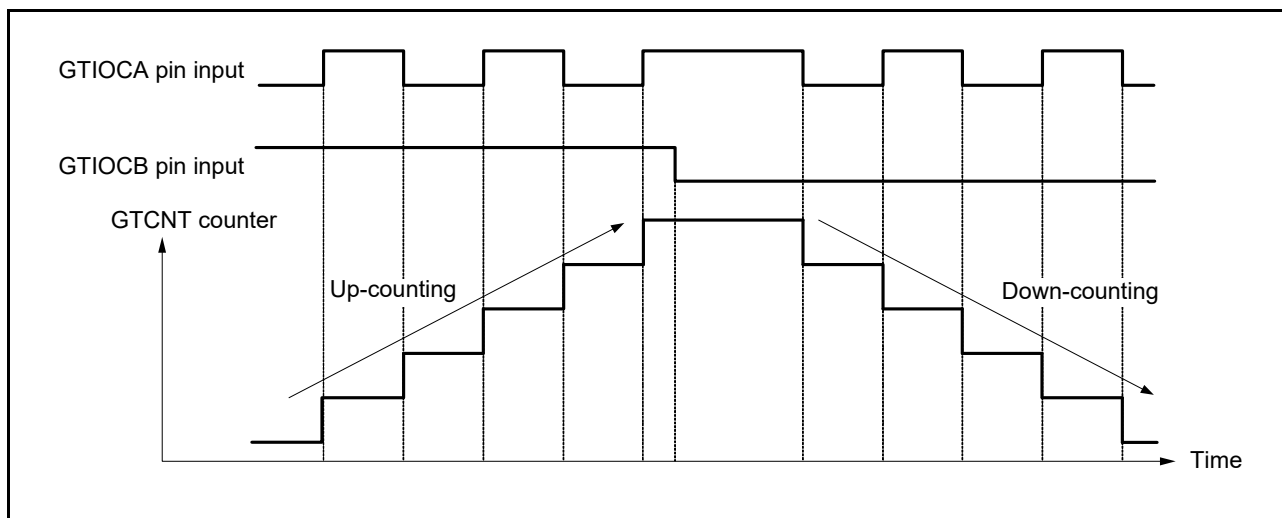 GTIOCA pin input
GTIOCB pin input
GTCNT counter
Up-counting
Down-counting
Time